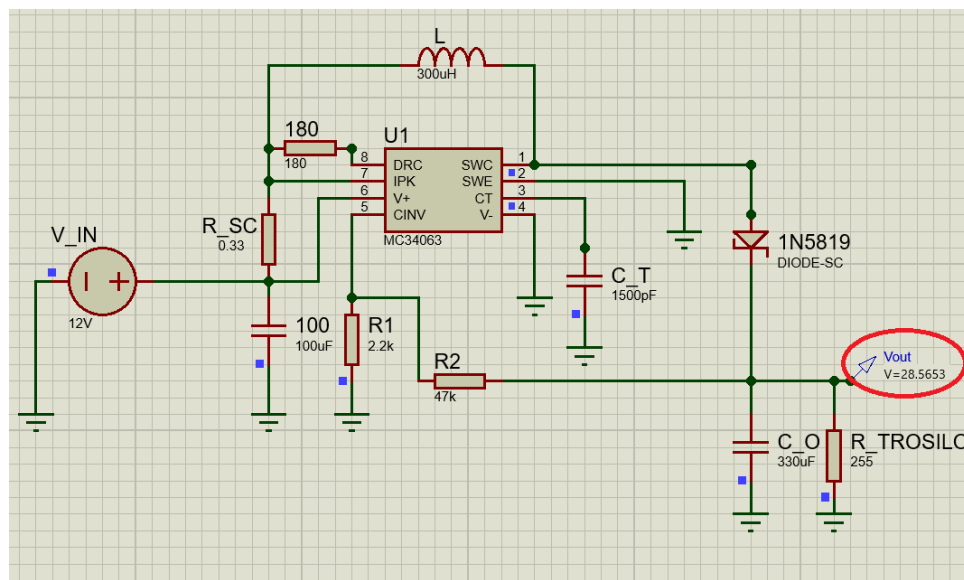 L
300uH
180
180
U1
8
DRC
SWC
1
7
IPK
SWE
2
6
V+
CT
3
5
CINV
V-
4
MC34063
R_SC
0.33
V_IN
12V
1N5819
DIODE-SC
C_T
1500pF
100
100uF
R1
2.2k
R2
47k
Vout
V=28.5653
C_O
330uF
R_TROSILO
255